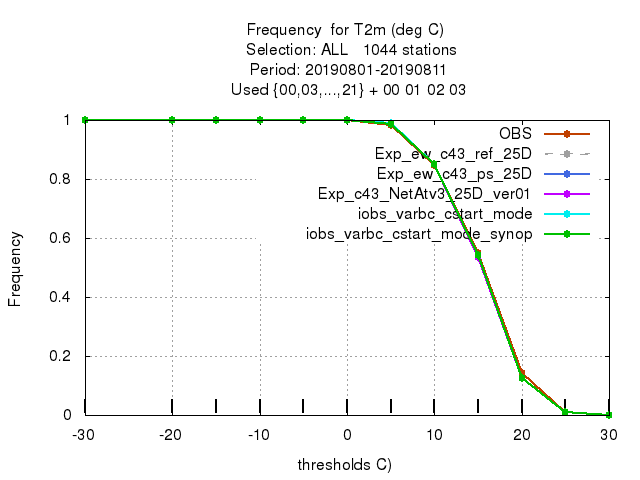 Frequency for T2m (deg C)
Selection: ALL 1044 stations
Period: 20190801-20190811
Used {00,03,...,21} + 00 01 02 03
1
0.8
0.6
0.4
0.2
0
Frequency
OBS
Exp_ew_c43_ref_25D
Exp_ew_c43_ps_25D
Exp_c43_NetAtv3_25D_ver01
iobs_varbc_cstart_mode
iobs_varbc_cstart_mode_synop
-30 -20 -10 0 10 20 30
thresholds C)